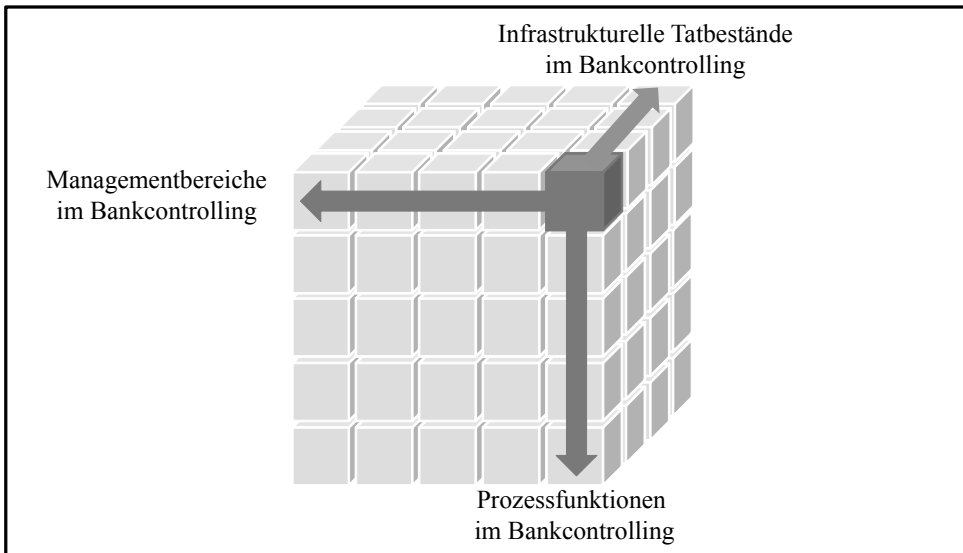 Infrastrukturelle Tatbestände
im Bankcontrolling
Managementbereiche
im Bankcontrolling
Prozessfunktionen
im Bankcontrolling